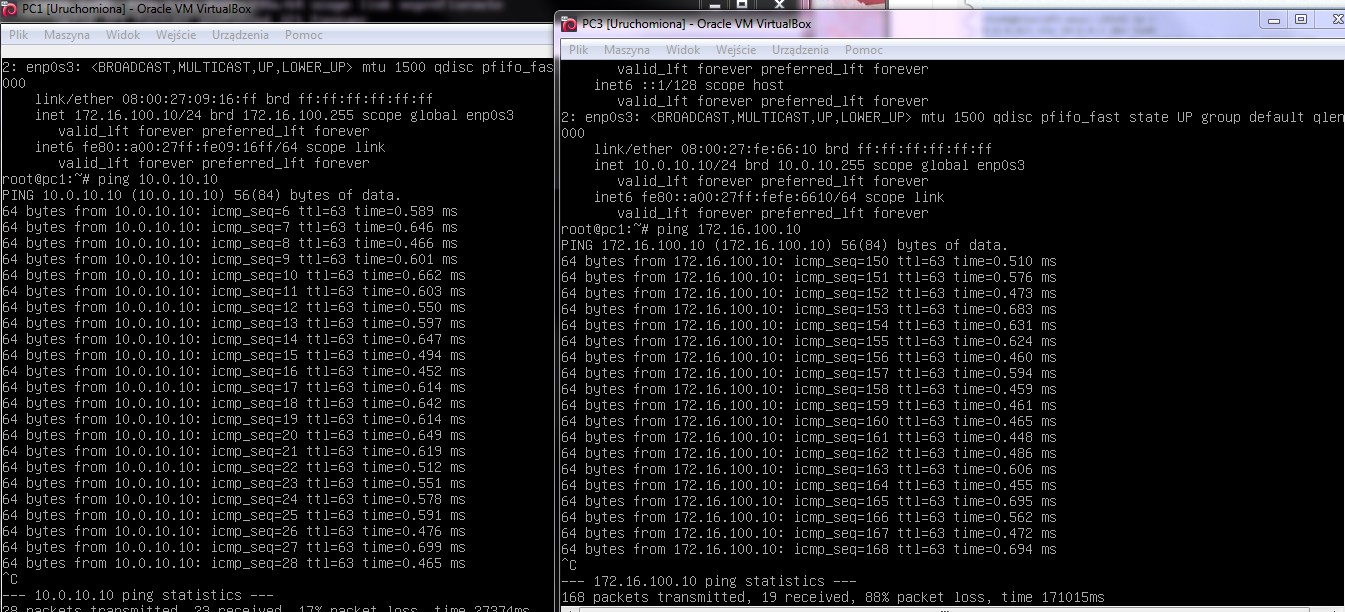 PC1 [Uruchomiona] - Oracle VM VirtualBox
Plik Maszyna Widok Wejście Urządzenia Pomoc
2: enp0s3: <BROADCAST,MULTICAST,UP,LOWER_UP> mtu 1500 qdisc pfifo_fas
000
link/ether 08:00:27:09:16:ff brd ff:ff:ff:ff:ff:ff
inet 172.16.100.10/24 brd 172.16.100.255 scope global enp0s3
valid_lft forever preferred_lft forever
inet6 fe80::a00:27ff:fe09:16ff/64 scope link
valid_lft forever preferred_lft forever
root@pc1:~# ping 10.0.10.10
PING 10.0.10.10 (10.0.10.10) 56(84) bytes of data.
64 bytes from 10.0.10.10: icmp_seq=6 ttl=63 time=0.589 ms
64 bytes from 10.0.10.10: icmp_seq=7 ttl=63 time=0.646 ms
64 bytes from 10.0.10.10: icmp_seq=8 ttl=63 time=0.466 ms
64 bytes from 10.0.10.10: icmp_seq=9 ttl=63 time=0.601 ms
64 bytes from 10.0.10.10: icmp_seq=10 ttl=63 time=0.662 ms
64 bytes from 10.0.10.10: icmp_seq=11 ttl=63 time=0.603 ms
64 bytes from 10.0.10.10: icmp_seq=12 ttl=63 time=0.550 ms
64 bytes from 10.0.10.10: icmp_seq=13 ttl=63 time=0.597 ms
64 bytes from 10.0.10.10: icmp_seq=14 ttl=63 time=0.647 ms
64 bytes from 10.0.10.10: icmp_seq=15 ttl=63 time=0.494 ms
64 bytes from 10.0.10.10: icmp_seq=16 ttl=63 time=0.452 ms
64 bytes from 10.0.10.10: icmp_seq=17 ttl=63 time=0.614 ms
64 bytes from 10.0.10.10: icmp_seq=18 ttl=63 time=0.642 ms
64 bytes from 10.0.10.10: icmp_seq=19 ttl=63 time=0.614 ms
64 bytes from 10.0.10.10: icmp_seq=20 ttl=63 time=0.649 ms
64 bytes from 10.0.10.10: icmp_seq=21 ttl=63 time=0.619 ms
64 bytes from 10.0.10.10: icmp_seq=22 ttl=63 time=0.512 ms
64 bytes from 10.0.10.10: icmp_seq=23 ttl=63 time=0.551 ms
64 bytes from 10.0.10.10: icmp_seq=24 ttl=63 time=0.578 ms
64 bytes from 10.0.10.10: icmp_seq=25 ttl=63 time=0.591 ms
64 bytes from 10.0.10.10: icmp_seq=26 ttl=63 time=0.476 ms
64 bytes from 10.0.10.10: icmp_seq=27 ttl=63 time=0.699 ms
64 bytes from 10.0.10.10: icmp_seq=28 ttl=63 time=0.465 ms
^C
--- 10.0.10.10 ping statistics ---
28 packets transmitted, 23 received, 17% packet loss, time 27374ms
PC3 [Uruchomiona] - Oracle VM VirtualBox
Plik Maszyna Widok Wejście Urządzenia Pomoc
valid_lft forever preferred_lft forever
inet6 ::1/128 scope host
valid_lft forever preferred_lft forever
2: enp0s3: <BROADCAST,MULTICAST,UP,LOWER_UP> mtu 1500 qdisc pfifo_fast state UP group default qlen
000
link/ether 08:00:27:fe:66:10 brd ff:ff:ff:ff:ff:ff
inet 10.0.10.10/24 brd 10.0.10.255 scope global enp0s3
valid_lft forever preferred_lft forever
inet6 fe80::a00:27ff:fefe:6610/64 scope link
valid_lft forever preferred_lft forever
root@pc1:~# ping 172.16.100.10
PING 172.16.100.10 (172.16.100.10) 56(84) bytes of data.
64 bytes from 172.16.100.10: icmp_seq=150 ttl=63 time=0.510 ms
64 bytes from 172.16.100.10: icmp_seq=151 ttl=63 time=0.576 ms
64 bytes from 172.16.100.10: icmp_seq=152 ttl=63 time=0.473 ms
64 bytes from 172.16.100.10: icmp_seq=153 ttl=63 time=0.683 ms
64 bytes from 172.16.100.10: icmp_seq=154 ttl=63 time=0.631 ms
64 bytes from 172.16.100.10: icmp_seq=155 ttl=63 time=0.624 ms
64 bytes from 172.16.100.10: icmp_seq=156 ttl=63 time=0.460 ms
64 bytes from 172.16.100.10: icmp_seq=157 ttl=63 time=0.594 ms
64 bytes from 172.16.100.10: icmp_seq=158 ttl=63 time=0.459 ms
64 bytes from 172.16.100.10: icmp_seq=159 ttl=63 time=0.461 ms
64 bytes from 172.16.100.10: icmp_seq=160 ttl=63 time=0.465 ms
64 bytes from 172.16.100.10: icmp_seq=161 ttl=63 time=0.448 ms
64 bytes from 172.16.100.10: icmp_seq=162 ttl=63 time=0.486 ms
64 bytes from 172.16.100.10: icmp_seq=163 ttl=63 time=0.606 ms
64 bytes from 172.16.100.10: icmp_seq=164 ttl=63 time=0.455 ms
64 bytes from 172.16.100.10: icmp_seq=165 ttl=63 time=0.695 ms
64 bytes from 172.16.100.10: icmp_seq=166 ttl=63 time=0.562 ms
64 bytes from 172.16.100.10: icmp_seq=167 ttl=63 time=0.472 ms
64 bytes from 172.16.100.10: icmp_seq=168 ttl=63 time=0.694 ms
^C
--- 172.16.100.10 ping statistics ---
168 packets transmitted, 19 received, 88% packet loss, time 171015ms